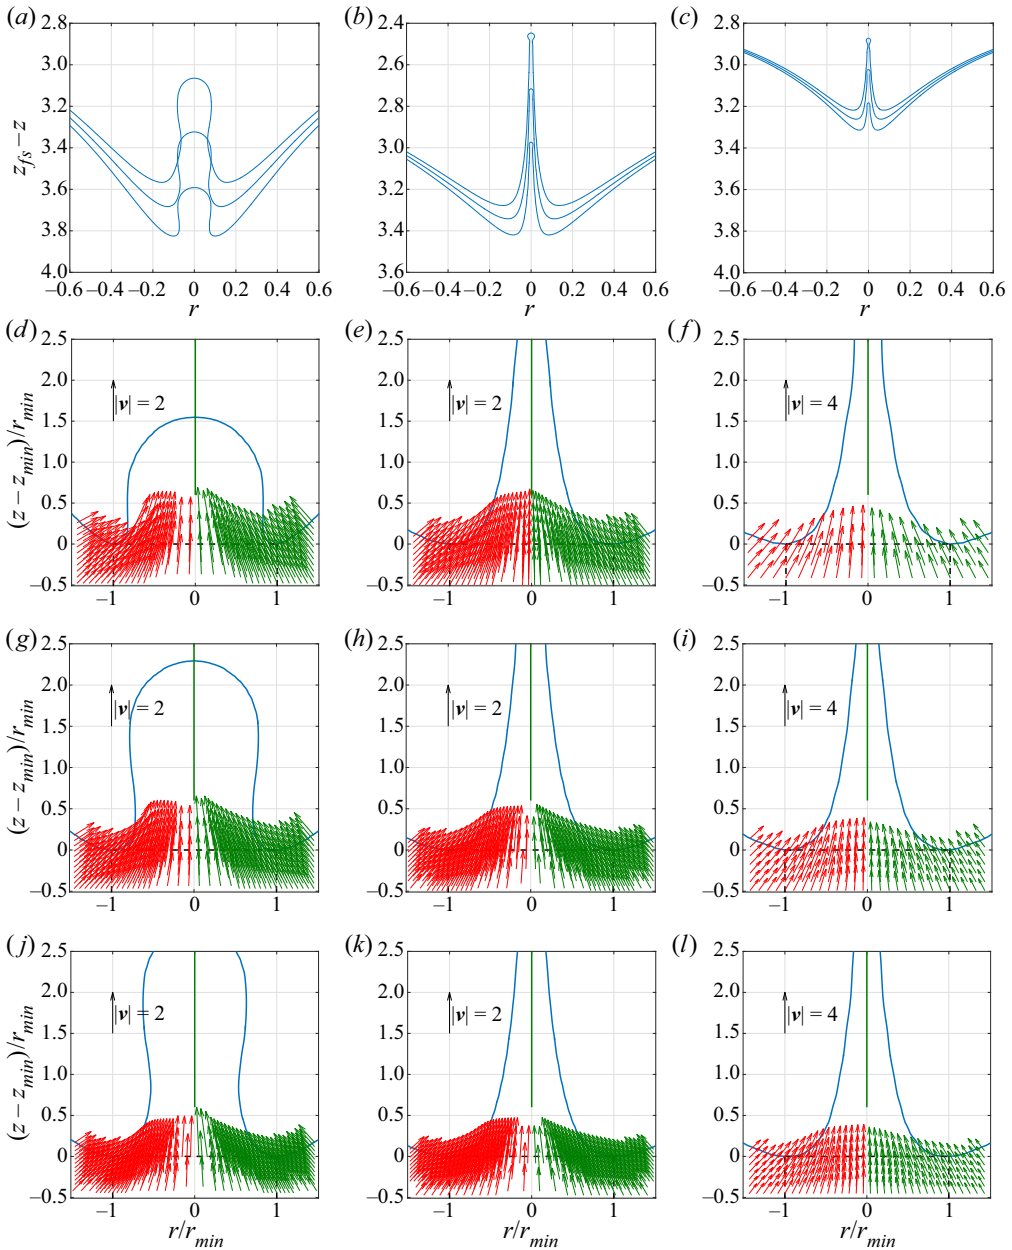 (a) (b) (c)
2.8 2.4 2.8
3.0 2.6 3.0
3.2 2.8 3.2
z_fs – z
3.4 3.0 3.4
3.6 3.2 3.6
3.8 3.4 3.8
4.0 3.6 4.0
–0.6 –0.4 –0.2 0 0.2 0.4 0.6 –0.6 –0.4 –0.2 0 0.2 0.4 0.6 –0.6 –0.4 –0.2 0 0.2 0.4 0.6
r r r
(d) (e) (f)
2.5 2.5 2.5
2.0 2.0 2.0
|v| = 2 |v| = 2 |v| = 4
1.5 1.5 1.5
(z – z_min)/r_min
1.0 1.0 1.0
0.5 0.5 0.5
0 0 0
–0.5 –0.5 –0.5
–1 0 1 –1 0 1 –1 0 1
(g) (h) (i)
2.5 2.5 2.5
2.0 2.0 2.0
|v| = 2 |v| = 2 |v| = 4
1.5 1.5 1.5
(z – z_min)/r_min
1.0 1.0 1.0
0.5 0.5 0.5
0 0 0
–0.5 –0.5 –0.5
–1 0 1 –1 0 1 –1 0 1
(j) (k) (l)
2.5 2.5 2.5
2.0 2.0 2.0
|v| = 2 |v| = 2 |v| = 4
1.5 1.5 1.5
(z – z_min)/r_min
1.0 1.0 1.0
0.5 0.5 0.5
0 0 0
–0.5 –0.5 –0.5
–1 0 1 –1 0 1 –1 0 1
r/r_min r/r_min r/r_min